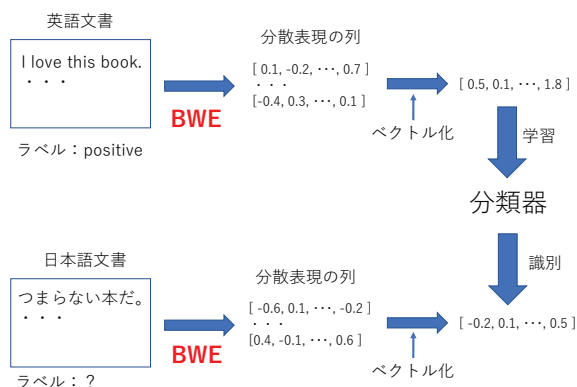 英語文書
I love this book.
・・・
ラベル：positive
BWE
分散表現の列
[ 0.1, -0.2, ･･･, 0.7 ]
・・・
[-0.4, 0.3, ･･･, 0.1 ]
ベクトル化
[ 0.5, 0.1, ･･･, 1.8 ]
学習
分類器
識別
日本語文書
つまらない本だ。
・・・
ラベル：?
BWE
分散表現の列
[ -0.6, 0.1, ･･･, -0.2 ]
・・・
[0.4, -0.1, ･･･, 0.6 ]
ベクトル化
[ -0.2, 0.1, ･･･, 0.5 ]